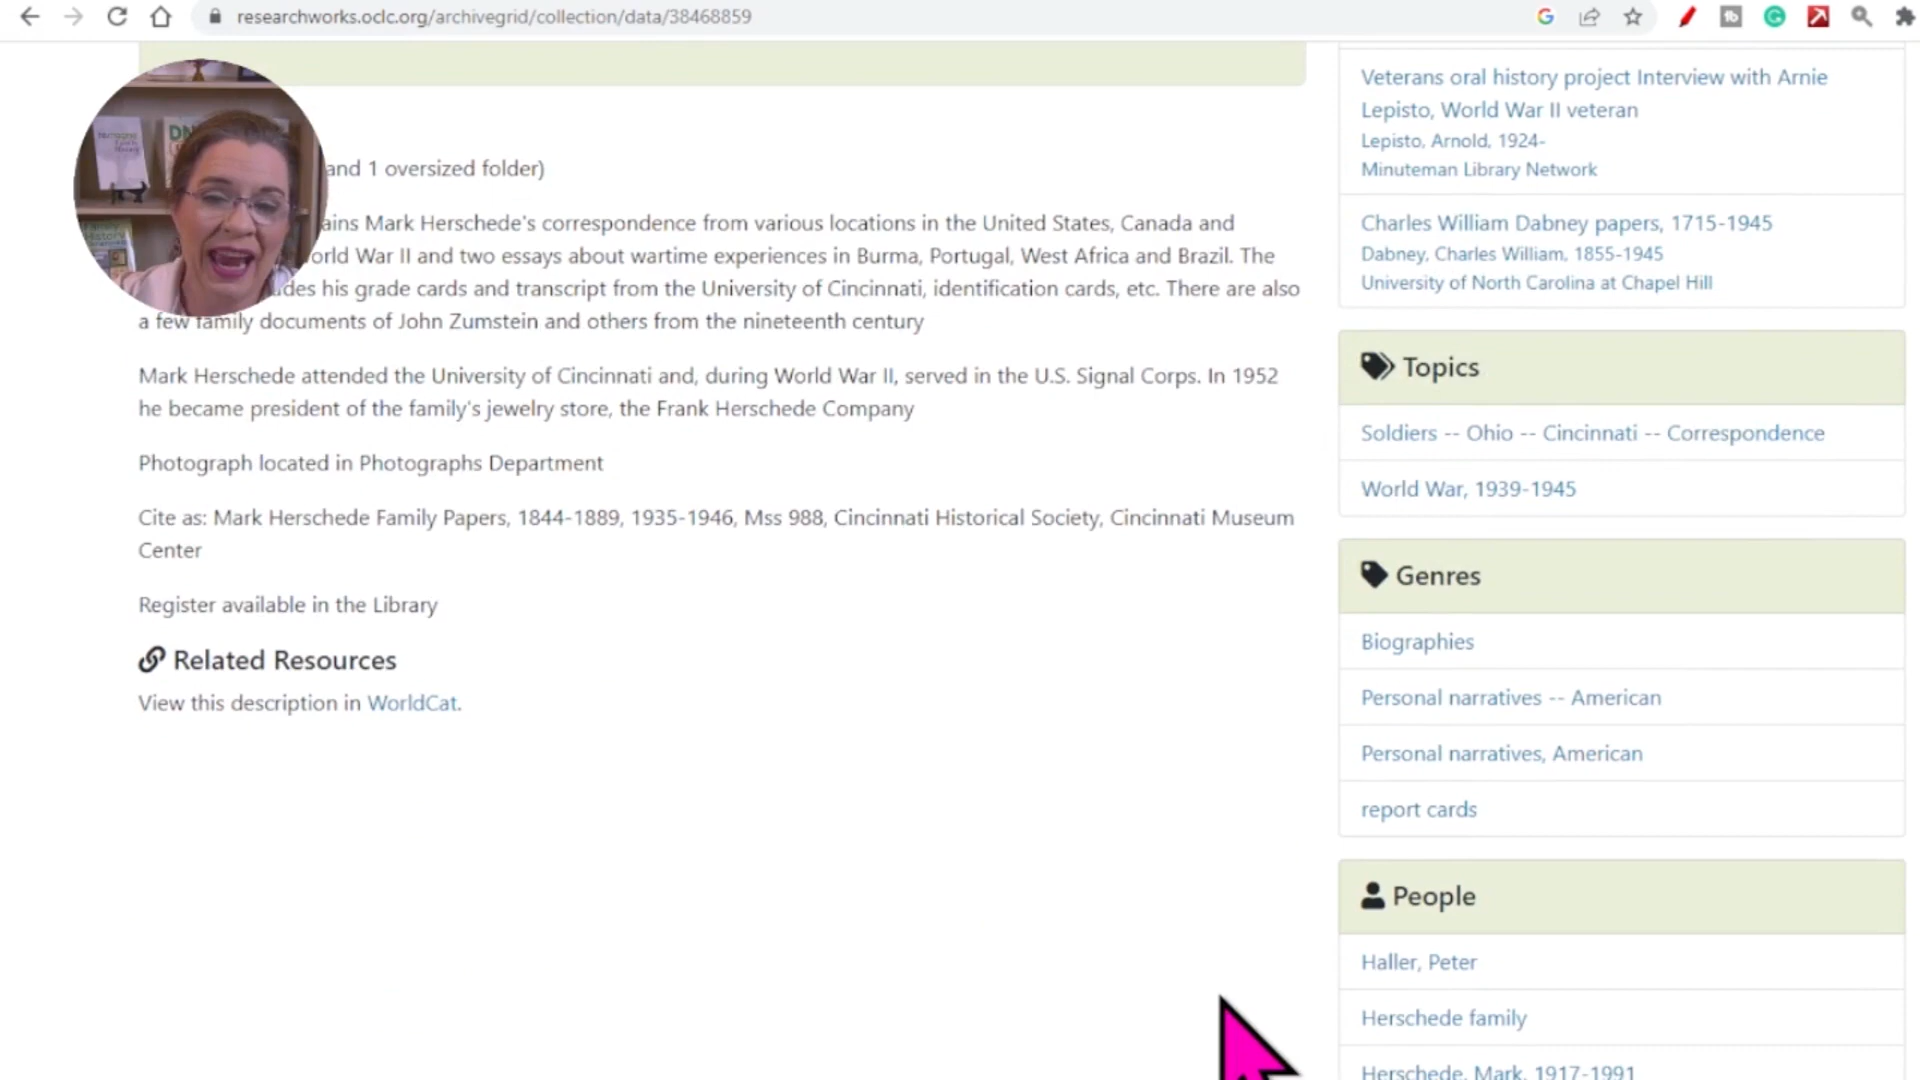 researchworks.oclc.org/archivegrid/collection/data/38468859
and 1 oversized folder)
ains Mark Herschede's correspondence from various locations in the United States, Canada and
orld War II and two essays about wartime experiences in Burma, Portugal, West Africa and Brazil. The
des his grade cards and transcript from the University of Cincinnati, identification cards, etc. There are also
a few family documents of John Zumstein and others from the nineteenth century
Mark Herschede attended the University of Cincinnati and, during World War II, served in the U.S. Signal Corps. In 1952
he became president of the family's jewelry store, the Frank Herschede Company
Photograph located in Photographs Department
Cite as: Mark Herschede Family Papers, 1844-1889, 1935-1946, Mss 988, Cincinnati Historical Society, Cincinnati Museum
Center
Register available in the Library
Related Resources
View this description in WorldCat.
Veterans oral history project Interview with Arnie
Lepisto, World War II veteran
Lepisto, Arnold, 1924-
Minuteman Library Network
Charles William Dabney papers, 1715-1945
Dabney, Charles William, 1855-1945
University of North Carolina at Chapel Hill
Topics
Soldiers -- Ohio -- Cincinnati -- Correspondence
World War, 1939-1945
Genres
Biographies
Personal narratives -- American
Personal narratives, American
report cards
People
Haller, Peter
Herschede family
Herschede, Mark, 1917-1991